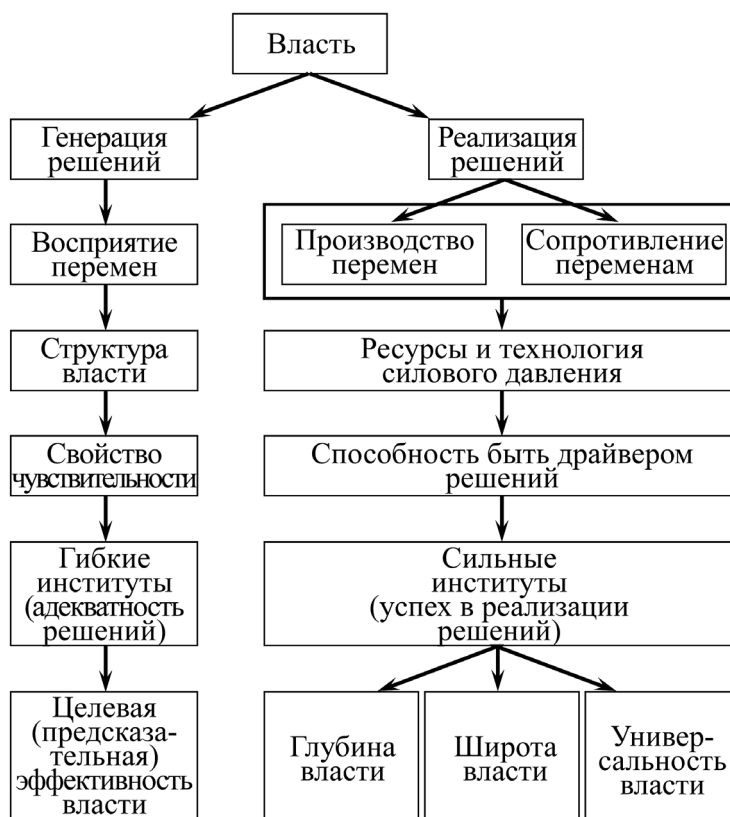 Власть
Генерация
решений
Реализация
решений
Восприятие
перемен
Производство
перемен
Сопротивление
переменам
Структура
власти
Ресурсы и технология
силового давления
Свойство
чувствительности
Способность быть драйвером
решений
Гибкие
институты
(адекватность
решений)
Сильные
институты
(успех в реализации
решений)
Целевая
(предсказа-
тельная)
эффективность
власти
Глубина
власти
Широта
власти
Универ-
сальность
власти